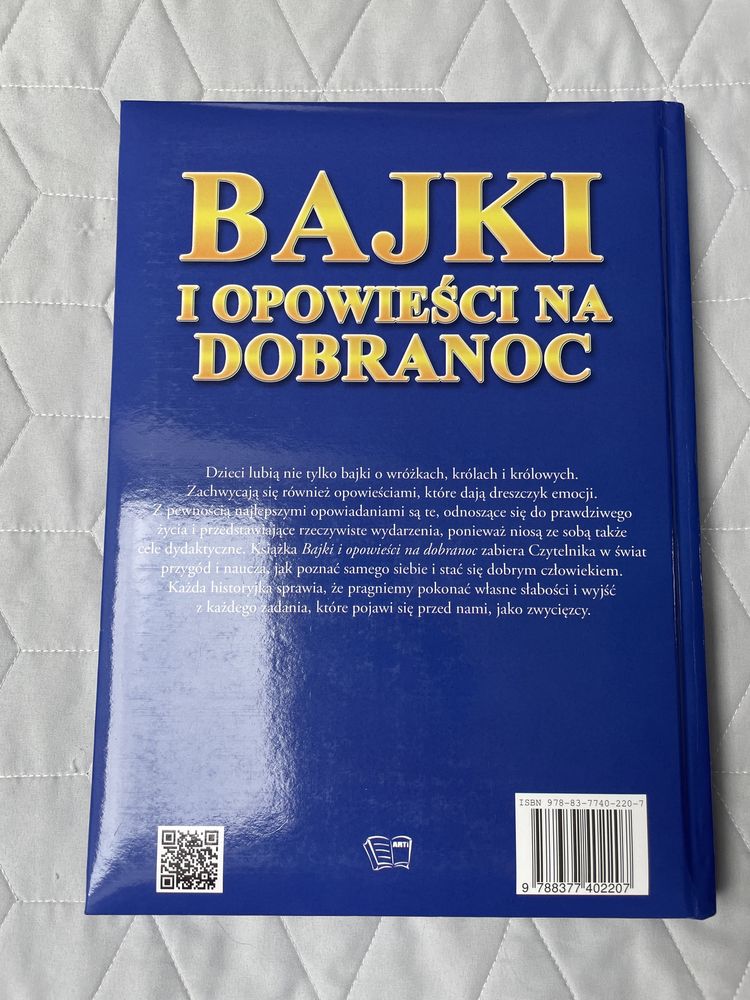 BAJKI
I OPOWIEŚCI NA
DOBRANOC
Dzieci lubią nie tylko bajki o wróżkach, królach i królowych.
Zachwycają się również opowieściami, które dają dreszczyk emocji.
Z pewnością najlepszymi opowiadaniami są te, odnoszące się do prawdziwego
życia i przedstawiające rzeczywiste wydarzenia, ponieważ niosą ze sobą także
cele dydaktyczne. Książka Bajki i opowieści na dobranoc zabiera Czytelnika w świat
przygód i naucza, jak poznać samego siebie i stać się dobrym człowiekiem.
Każda historyjka sprawia, że pragniemy pokonać własne słabości i wyjść
z każdego zadania, które pojawi się przed nami, jako zwycięzcy.
ISBN 978-83-7740-220-7
ARTI
9 788377 402207